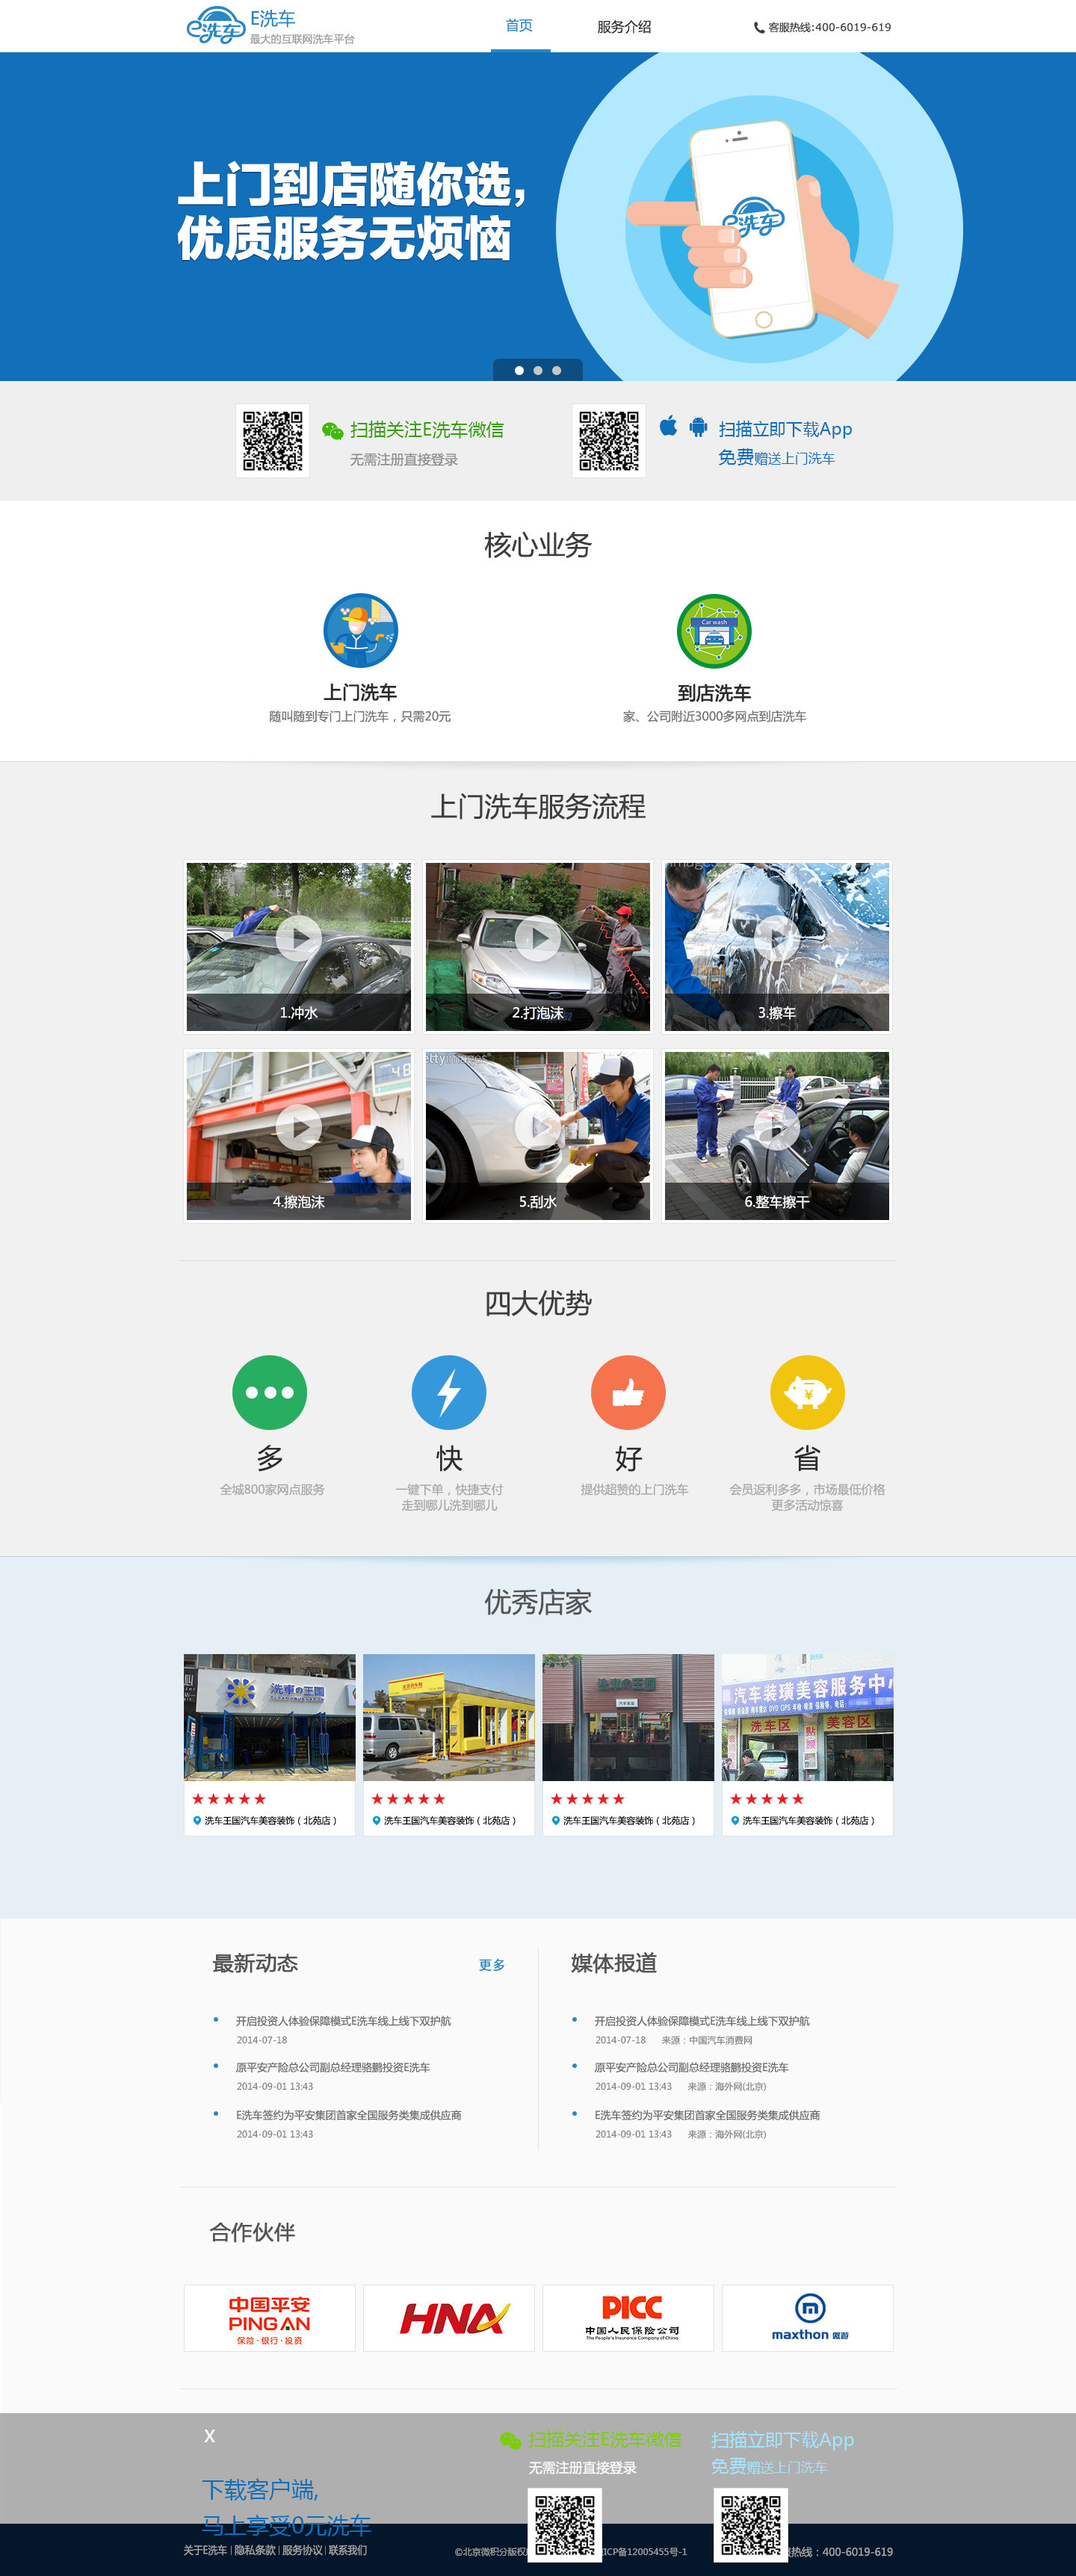 e洗车
E洗车
最大的互联网洗车平台
首页
服务介绍
客服热线:400-6019-619
上门到店随你选,
优质服务无烦恼
e洗车
扫描关注E洗车微信
无需注册直接登录
扫描立即下载App
免费赠送上门洗车
核心业务
Car wash
上门洗车
随叫随到专门上门洗车，只需20元
到店洗车
家、公司附近3000多网点到店洗车
上门洗车服务流程
1.冲水
2.打泡沫
3.擦车
4.擦泡沫
5.刮水
6.整车擦干
四大优势
多
全城800家网点服务
快
一键下单，快捷支付
走到哪儿洗到哪儿
好
提供超赞的上门洗车
省
会员返利多多，市场最低价格
更多活动惊喜
优秀店家
洗車の王国
洗車の王国
汽车装璜美容服务中心
洗车区
美容区
洗车王国汽车美容装饰（北苑店）
洗车王国汽车美容装饰（北苑店）
洗车王国汽车美容装饰（北苑店）
洗车王国汽车美容装饰（北苑店）
最新动态
更多
开启投资人体验保障模式E洗车线上线下双护航
2014-07-18
原平安产险总公司副总经理骆鹏投资E洗车
2014-09-01 13:43
E洗车签约为平安集团首家全国服务类集成供应商
2014-09-01 13:43
媒体报道
开启投资人体验保障模式E洗车线上线下双护航
2014-07-18 来源：中国汽车消费网
原平安产险总公司副总经理骆鹏投资E洗车
2014-09-01 13:43 来源：海外网(北京)
E洗车签约为平安集团首家全国服务类集成供应商
2014-09-01 13:43 来源：海外网(北京)
合作伙伴
中国平安
PING AN
保险·银行·投资
HNA
PICC
中国人民保险公司
The People's Insurance Company of China
maxthon 傲游
X
下载客户端,
马上享受0元洗车
扫描关注E洗车微信
无需注册直接登录
扫描立即下载App
免费赠送上门洗车
关于E洗车 | 隐私条款 | 服务协议 | 联系我们
©北京微积分版权
ICP备12005455号-1
热线：400-6019-619